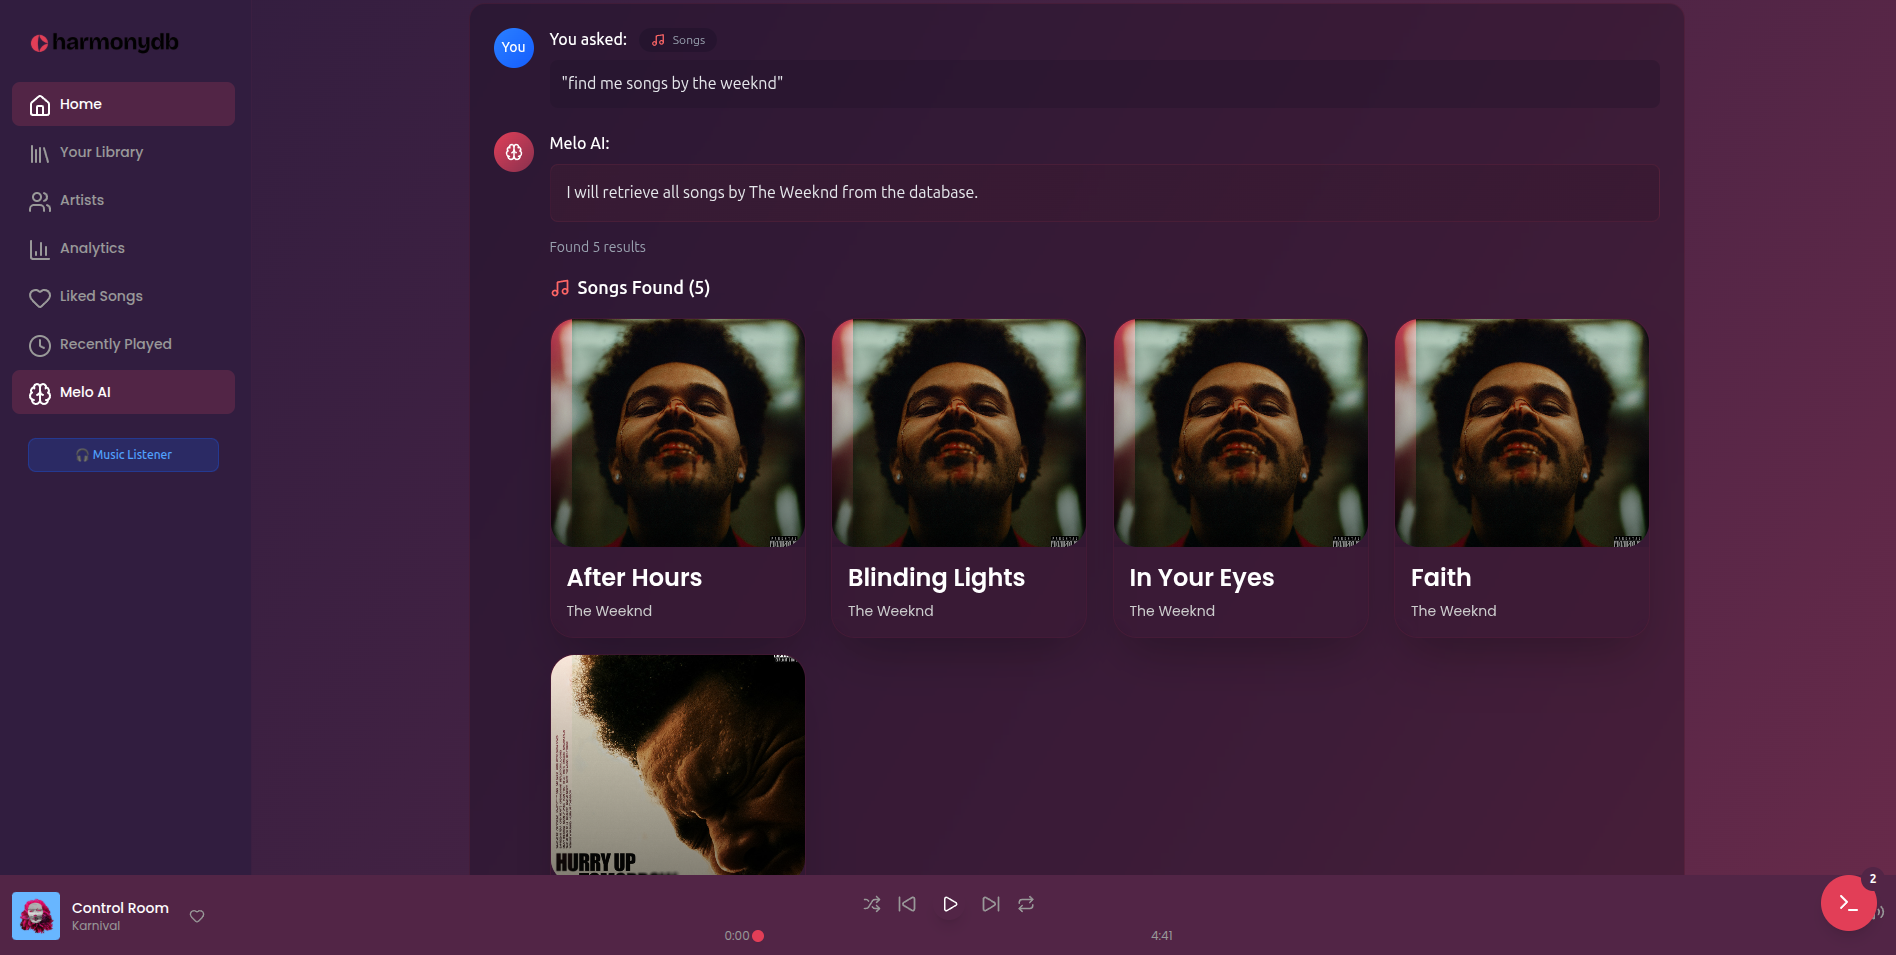 harmonydb
Home
Your Library
Artists
Analytics
Liked Songs
Recently Played
Melo AI
🎧 Music Listener
You
You asked:
Songs
"find me songs by the weeknd"
Melo AI:
I will retrieve all songs by The Weeknd from the database.
Found 5 results
Songs Found (5)
After Hours
The Weeknd
Blinding Lights
The Weeknd
In Your Eyes
The Weeknd
Faith
The Weeknd
HURRY UP
Control Room
Karnival
0:00
4:41
2